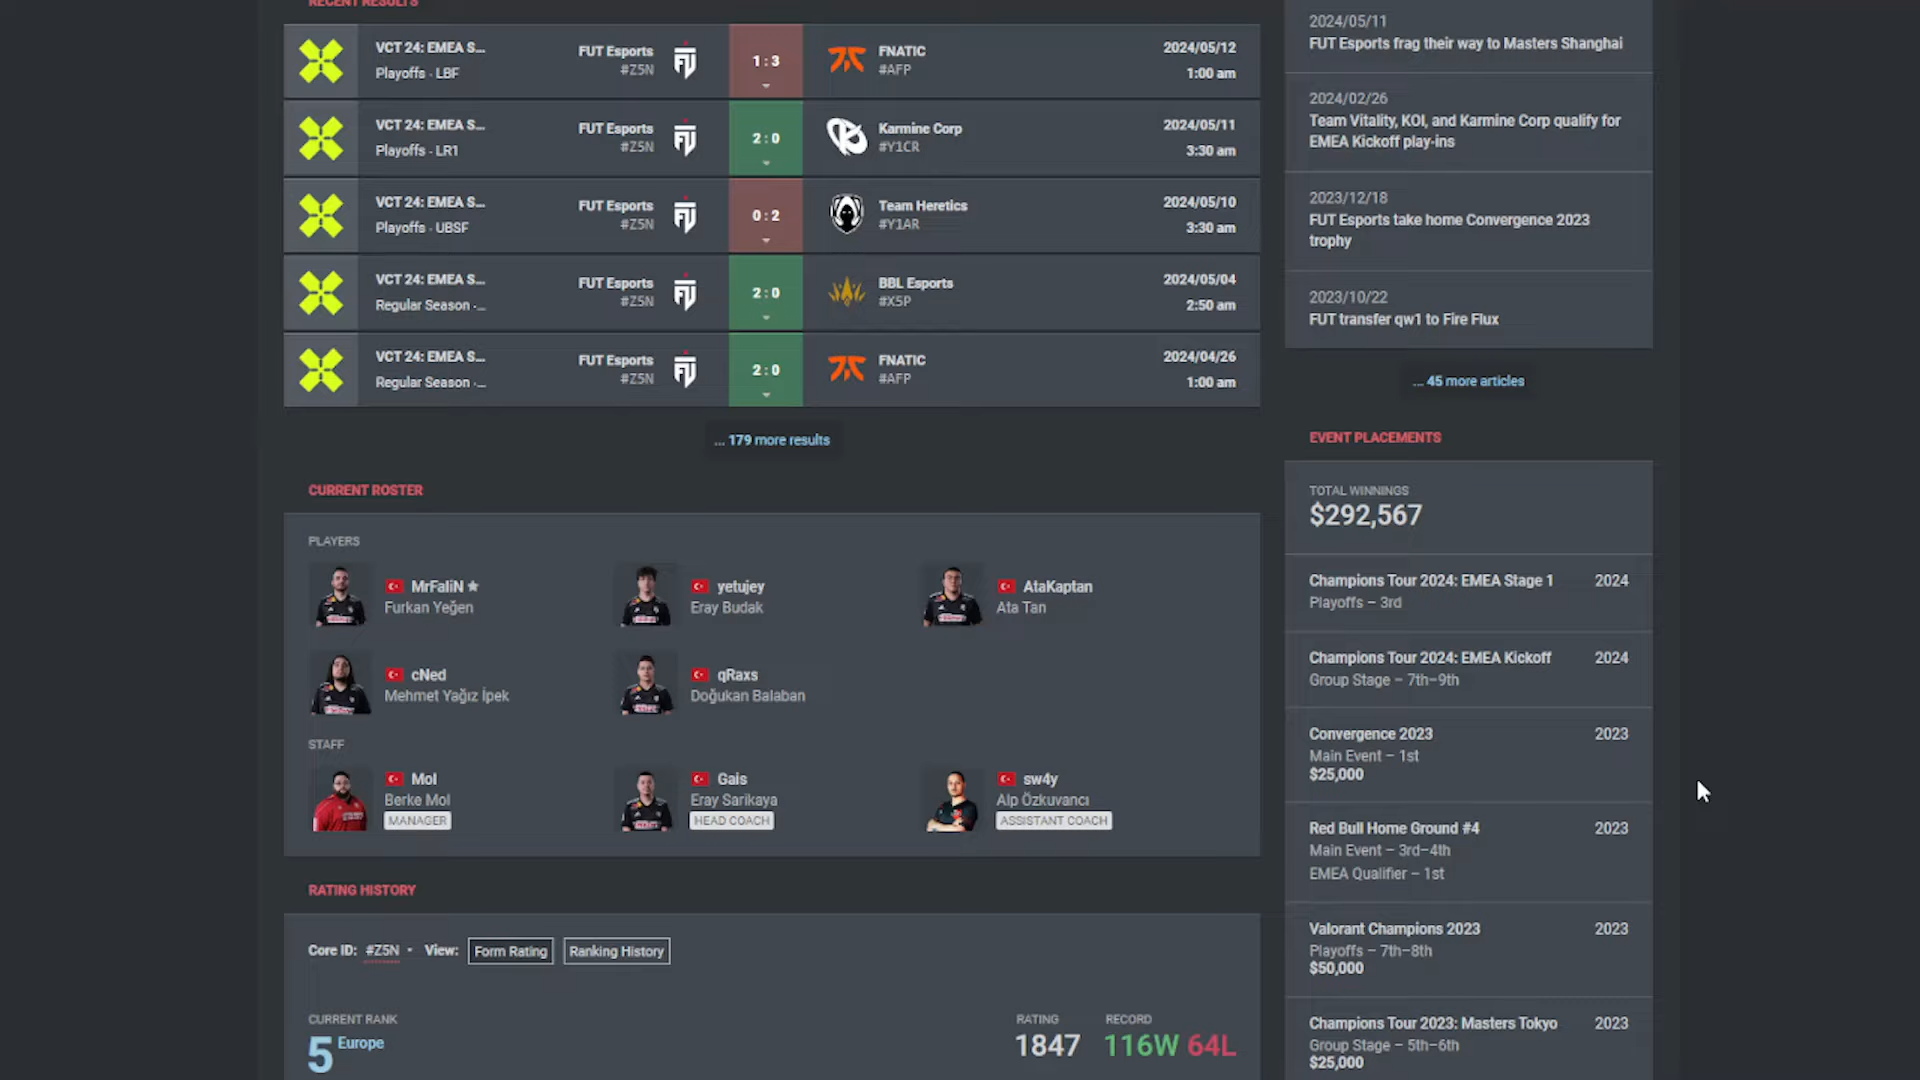 RECENT RESULTS
VCT 24: EMEA S...
Playoffs - LBF
FUT Esports
#Z5N
1 : 3
FNATIC
#AFP
2024/05/12
1:00 am
VCT 24: EMEA S...
Playoffs - LR1
FUT Esports
#Z5N
2 : 0
Karmine Corp
#Y1CR
2024/05/11
3:30 am
VCT 24: EMEA S...
Playoffs - UBSF
FUT Esports
#Z5N
0 : 2
Team Heretics
#Y1AR
2024/05/10
3:30 am
VCT 24: EMEA S...
Regular Season -...
FUT Esports
#Z5N
2 : 0
BBL Esports
#X5P
2024/05/04
2:50 am
VCT 24: EMEA S...
Regular Season -...
FUT Esports
#Z5N
2 : 0
FNATIC
#AFP
2024/04/26
1:00 am
... 179 more results
CURRENT ROSTER
PLAYERS
MrFaliN ★
Furkan Yeğen
yetujey
Eray Budak
AtaKaptan
Ata Tan
cNed
Mehmet Yağız İpek
qRaxs
Doğukan Balaban
STAFF
Mol
Berke Mol
MANAGER
Gais
Eray Sarikaya
HEAD COACH
sw4y
Alp Özkuvancı
ASSISTANT COACH
RATING HISTORY
Core ID: #Z5N View: Form Rating Ranking History
CURRENT RANK
5 Europe
RATING
1847
RECORD
116W 64L
2024/05/11
FUT Esports frag their way to Masters Shanghai
2024/02/26
Team Vitality, KOI, and Karmine Corp qualify for
EMEA Kickoff play-ins
2023/12/18
FUT Esports take home Convergence 2023
trophy
2023/10/22
FUT transfer qw1 to Fire Flux
... 45 more articles
EVENT PLACEMENTS
TOTAL WINNINGS
$292,567
Champions Tour 2024: EMEA Stage 1 2024
Playoffs – 3rd
Champions Tour 2024: EMEA Kickoff 2024
Group Stage – 7th–9th
Convergence 2023 2023
Main Event – 1st
$25,000
Red Bull Home Ground #4 2023
Main Event – 3rd–4th
EMEA Qualifier – 1st
Valorant Champions 2023 2023
Playoffs – 7th–8th
$50,000
Champions Tour 2023: Masters Tokyo 2023
Group Stage – 5th–6th
$25,000